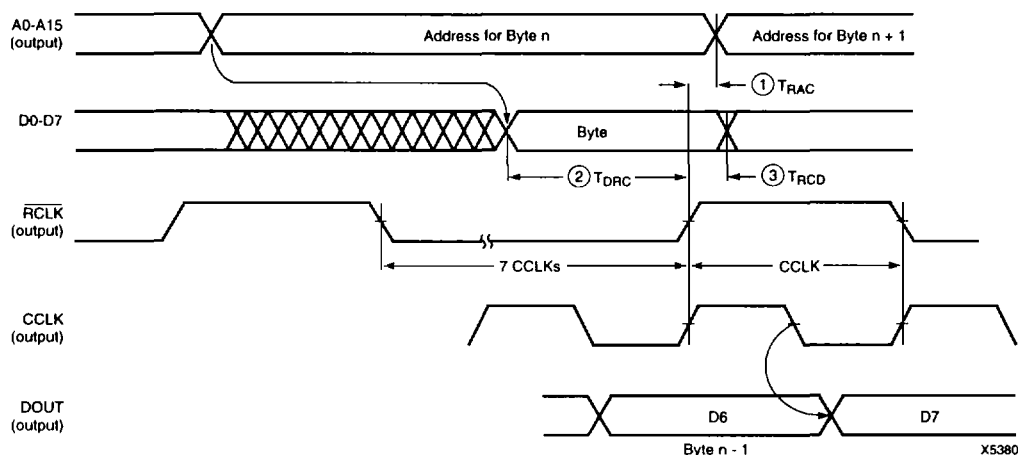 A0-A15
(output)
Address for Byte n
Address for Byte n + 1
1 TRAC
D0-D7
Byte
2 TDRC
3 TRCD
RCLK
(output)
7 CCLKs
CCLK
CCLK
(output)
DOUT
(output)
D6
D7
Byte n - 1
X5380